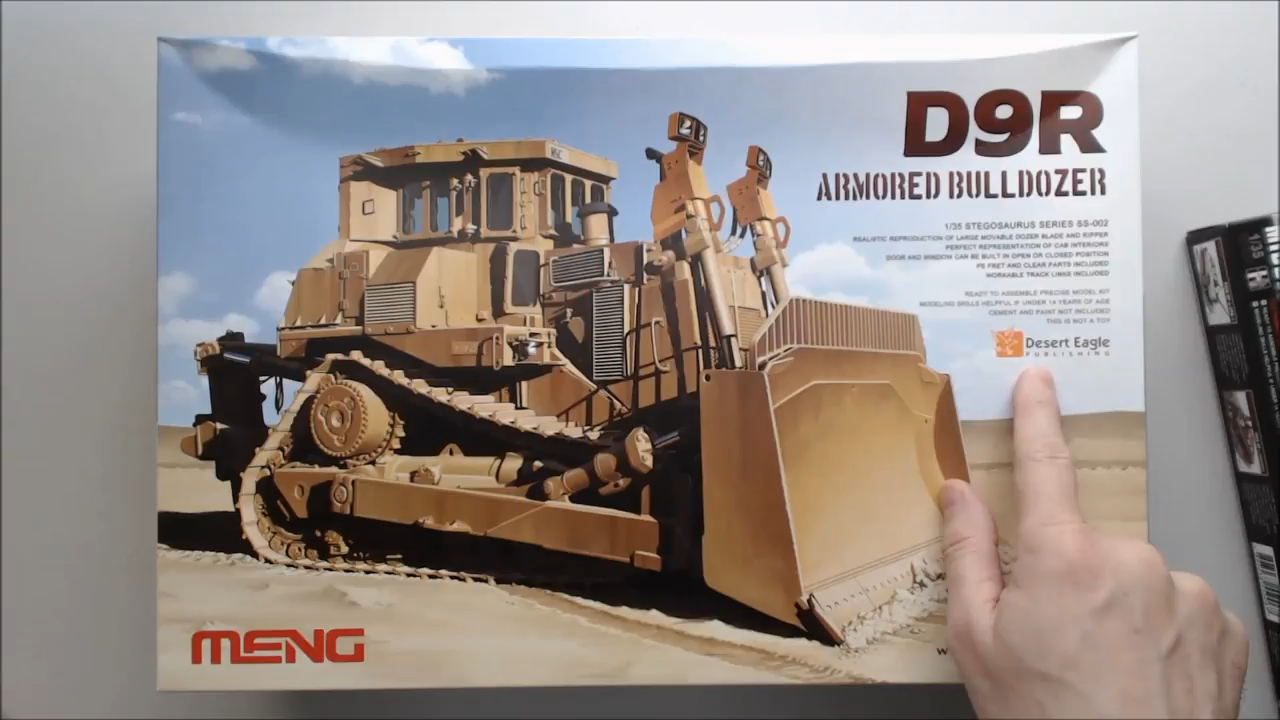 D9R
ARMORED BULLDOZER
1/35 STEGOSAURUS SERIES SS-002
REALISTIC REPRODUCTION OF LARGE MOVABLE DOZER BLADE AND RIPPER
PERFECT REPRESENTATION OF CAB INTERIORS
DOOR AND WINDOW CAN BE BUILT IN OPEN OR CLOSED POSITION
PE FRET AND CLEAR PARTS INCLUDED
WORKABLE TRACK LINKS INCLUDED
READY TO ASSEMBLE PRECISE MODEL KIT
MODELING SKILLS HELPFUL IF UNDER 14 YEARS OF AGE
CEMENT AND PAINT NOT INCLUDED
THIS IS NOT A TOY
Desert Eagle
PUBLISHING
MENG
1/35